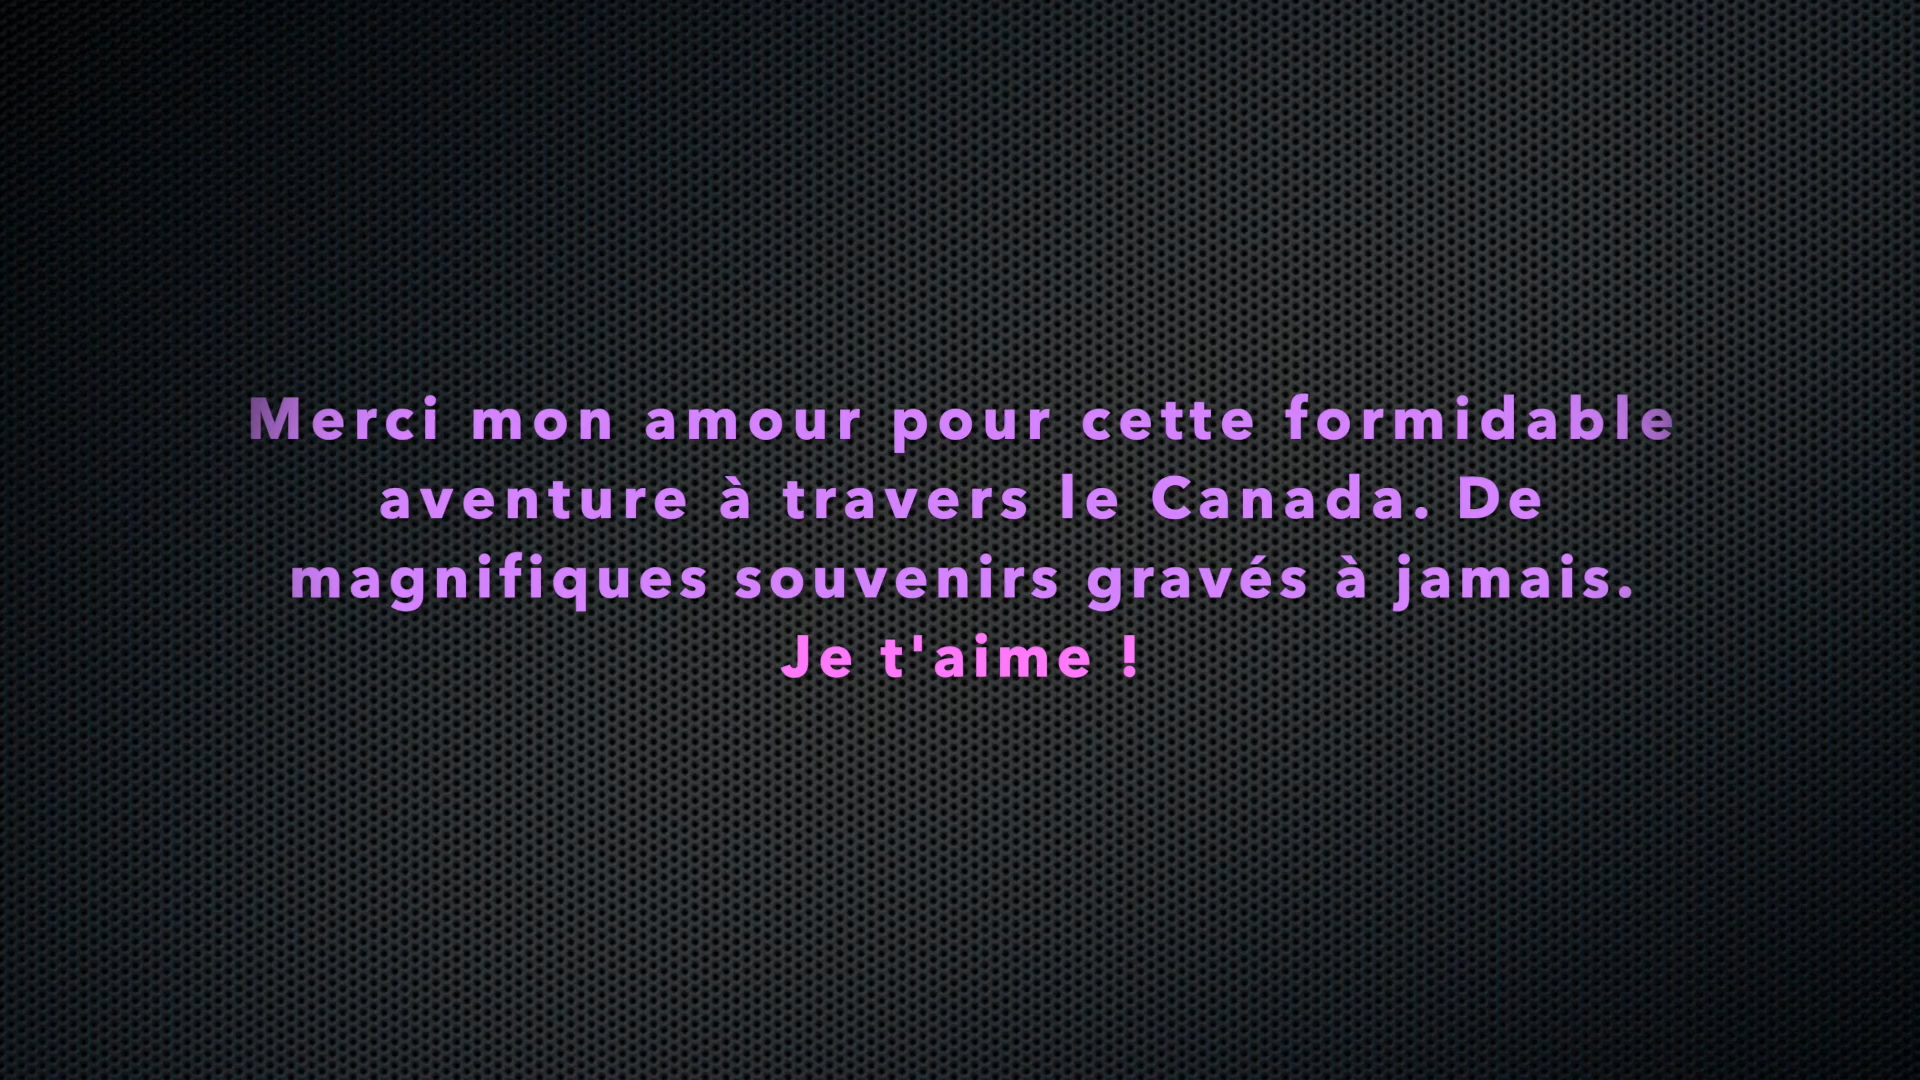 Merci mon amour pour cette formidable
aventure à travers le Canada. De
magnifiques souvenirs gravés à jamais.
Je t'aime !